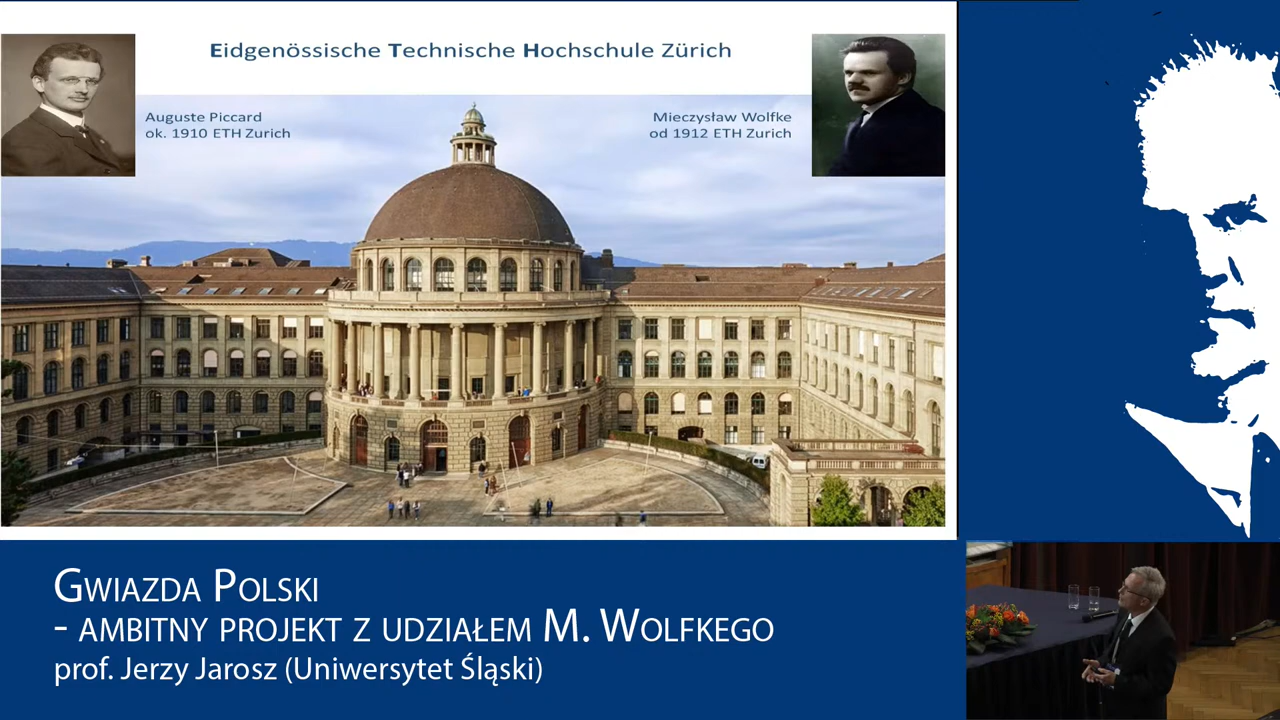 Eidgenössische Technische Hochschule Zürich
Auguste Piccard
ok. 1910 ETH Zurich
Mieczysław Wolfke
od 1912 ETH Zurich
Gwiazda Polski
- ambitny projekt z udziałem M. Wolfkego
prof. Jerzy Jarosz (Uniwersytet Śląski)